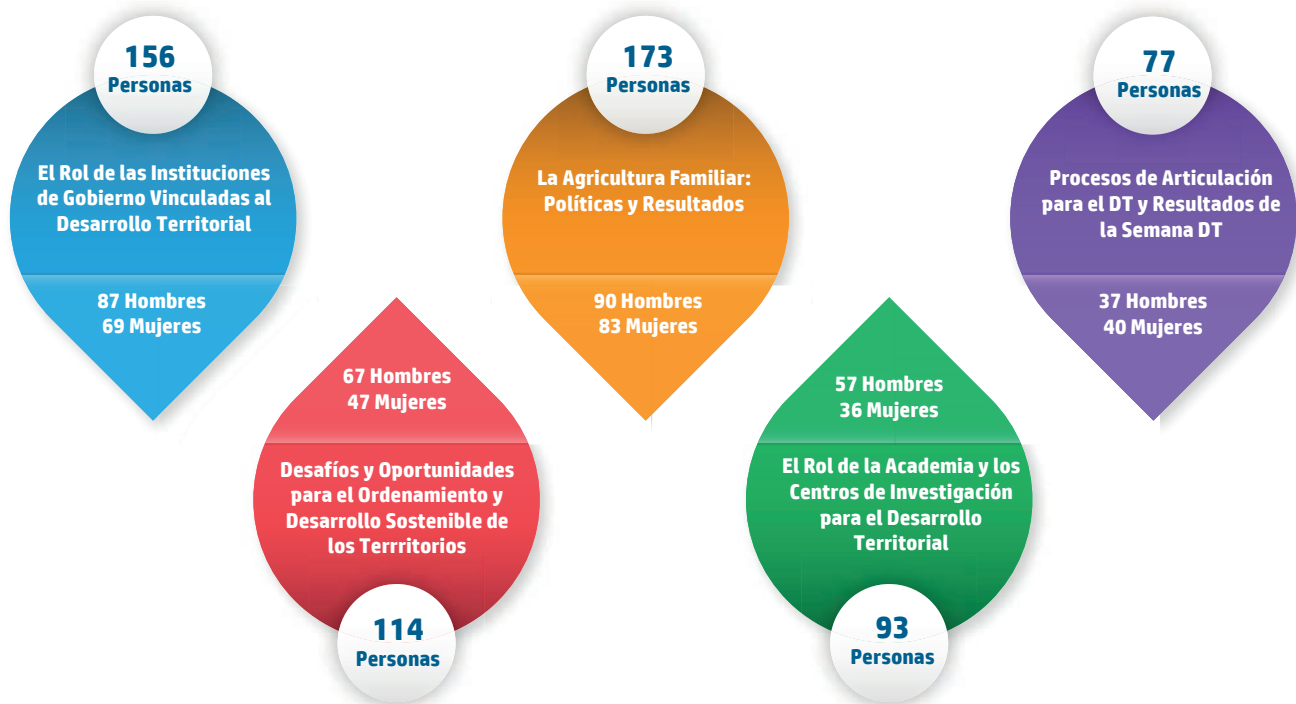 156
Personas
El Rol de las Instituciones
de Gobierno Vinculadas al
Desarrollo Territorial
87 Hombres
69 Mujeres
67 Hombres
47 Mujeres
Desafíos y Oportunidades
para el Ordenamiento y
Desarrollo Sostenible de
los Terrritorios
114
Personas
173
Personas
La Agricultura Familiar:
Políticas y Resultados
90 Hombres
83 Mujeres
57 Hombres
36 Mujeres
El Rol de la Academia y los
Centros de Investigación
para el Desarrollo
Territorial
93
Personas
77
Personas
Procesos de Articulación
para el DT y Resultados de
la Semana DT
37 Hombres
40 Mujeres